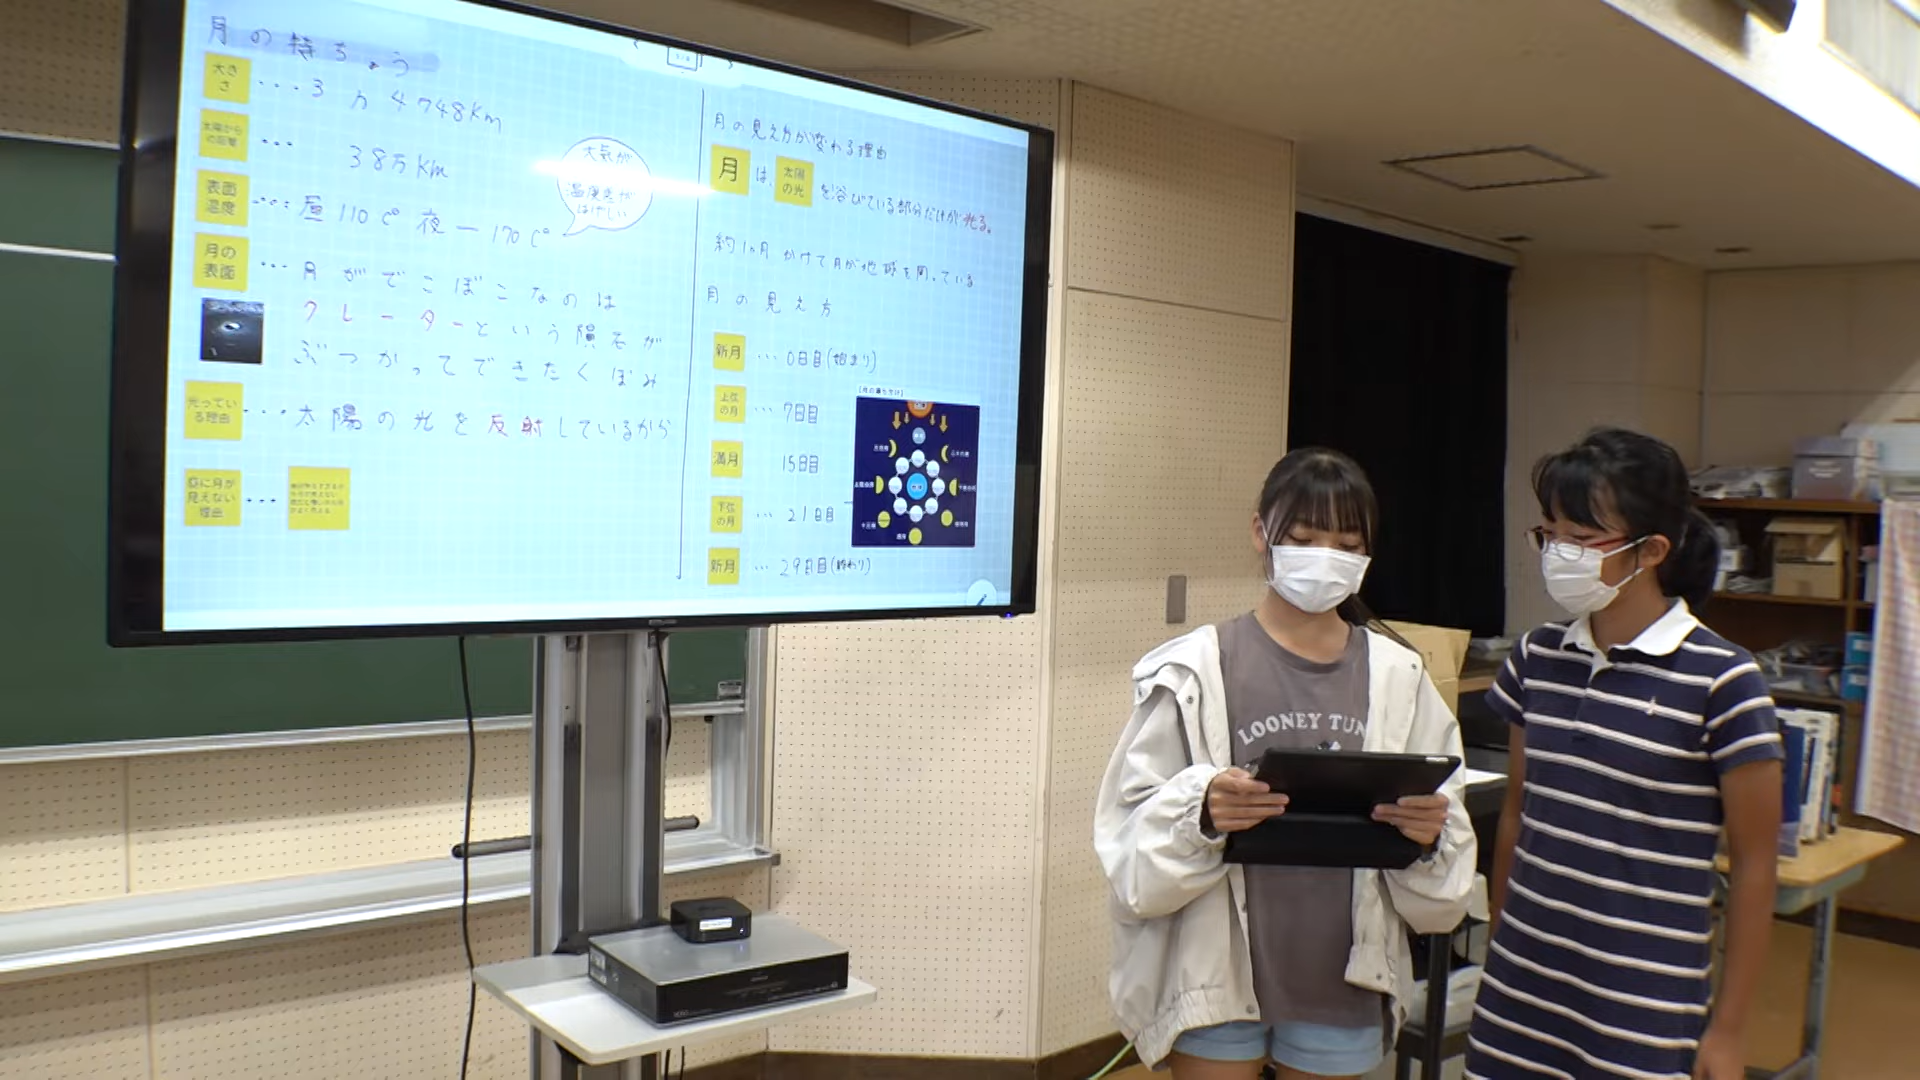 月の特ちょう
大きさ …3万4748Km
太陽からの距離 … 38万Km
大気が
温度差が
はげしい
表面温度 …昼110C° 夜ー170C°
月の表面 …月がでこぼこなのは
クレーターという隕石が
ぶつかってできたくぼみ
光っている理由 …太陽の光を反射しているから
昼に月が見えない理由 …
月の見え方が変わる理由
月は、太陽の光を浴びている部分だけが光る。
約1ヵ月かけて月が地球を周っている
月の見え方
新月 …0日目(始まり)
上弦の月 …7日目
満月 15日目
下弦の月 …21日目
新月 …29日目(終わり)
LOONEY TUN